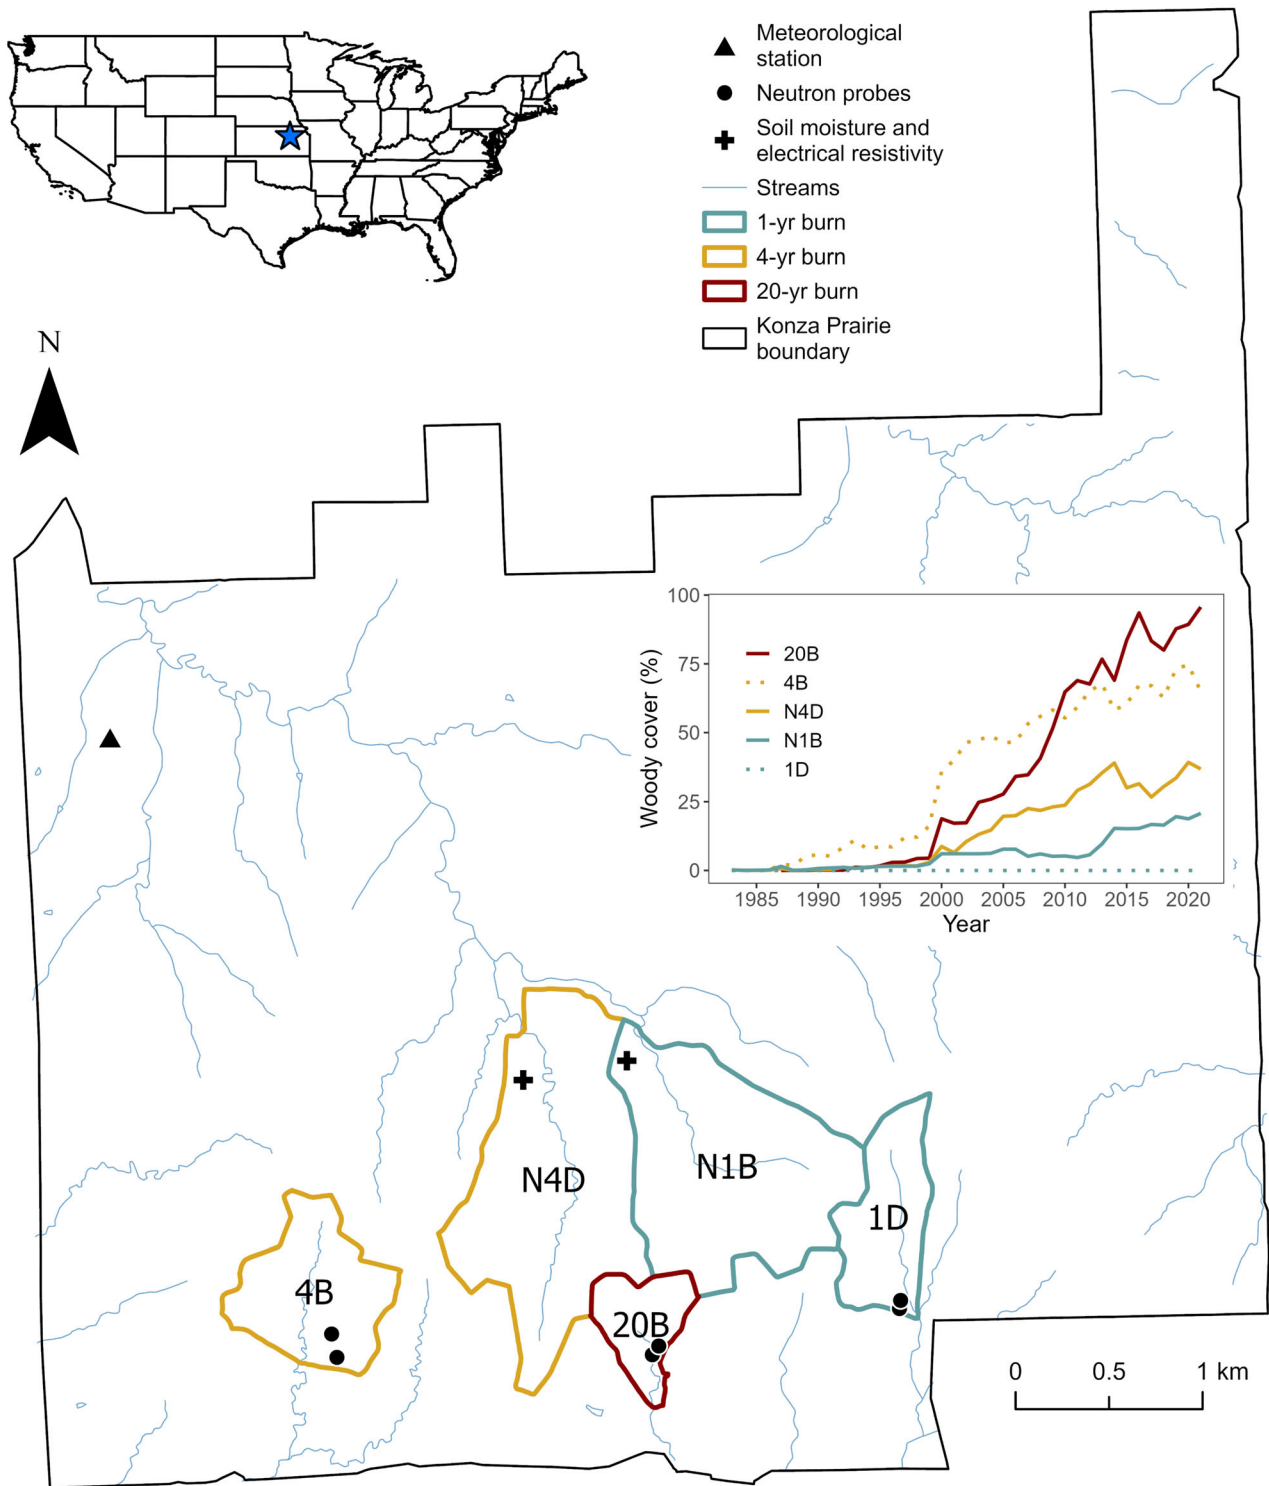 Meteorological
station
Neutron probes
Soil moisture and
electrical resistivity
Streams
1-yr burn
4-yr burn
20-yr burn
Konza Prairie
boundary
N
100
75
50
25
0
Woody cover (%)
20B
4B
N4D
N1B
1D
1985 1990 1995 2000 2005 2010 2015 2020
Year
N4D
N1B
1D
4B
20B
0 0.5 1 km